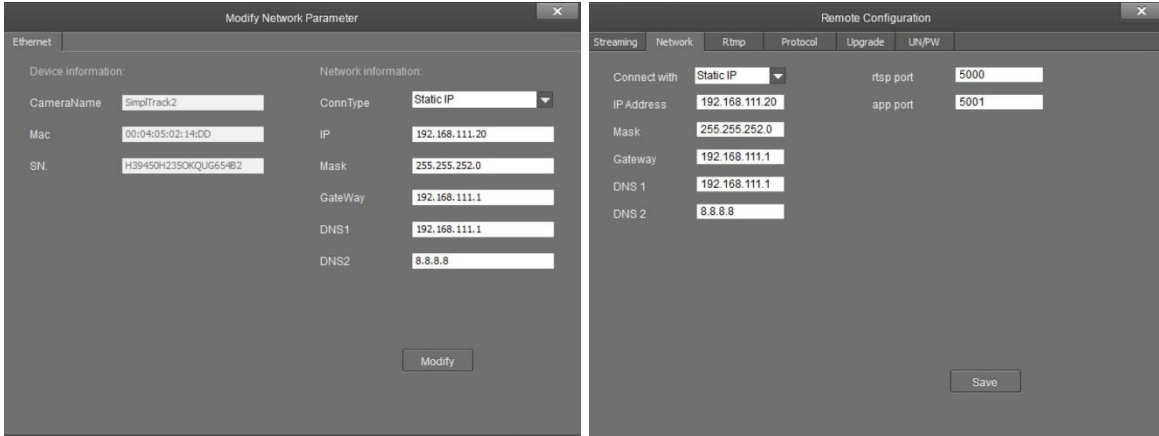 Modify Network Parameter
Ethernet
Device information:
CameraName SimplTrack2
Mac 00:04:05:02:14:DD
SN. H39450H235OKQUG654B2
Network information:
ConnType Static IP
IP 192.168.111.20
Mask 255.255.252.0
GateWay 192.168.111.1
DNS1 192.168.111.1
DNS2 8.8.8.8
Modify
Remote Configuration
Streaming Network Rtmp Protocol Upgrade UN/PW
Connect with Static IP
IP Address 192.168.111.20
Mask 255.255.252.0
Gateway 192.168.111.1
DNS 1 192.168.111.1
DNS 2 8.8.8.8
rtsp port 5000
app port 5001
Save